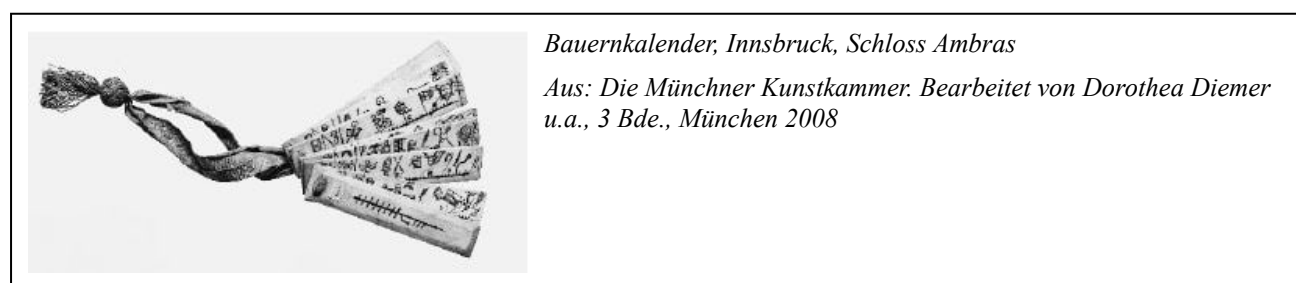 Bauernkalender, Innsbruck, Schloss Ambras
Aus: Die Münchner Kunstkammer. Bearbeitet von Dorothea Diemer
u.a., 3 Bde., München 2008